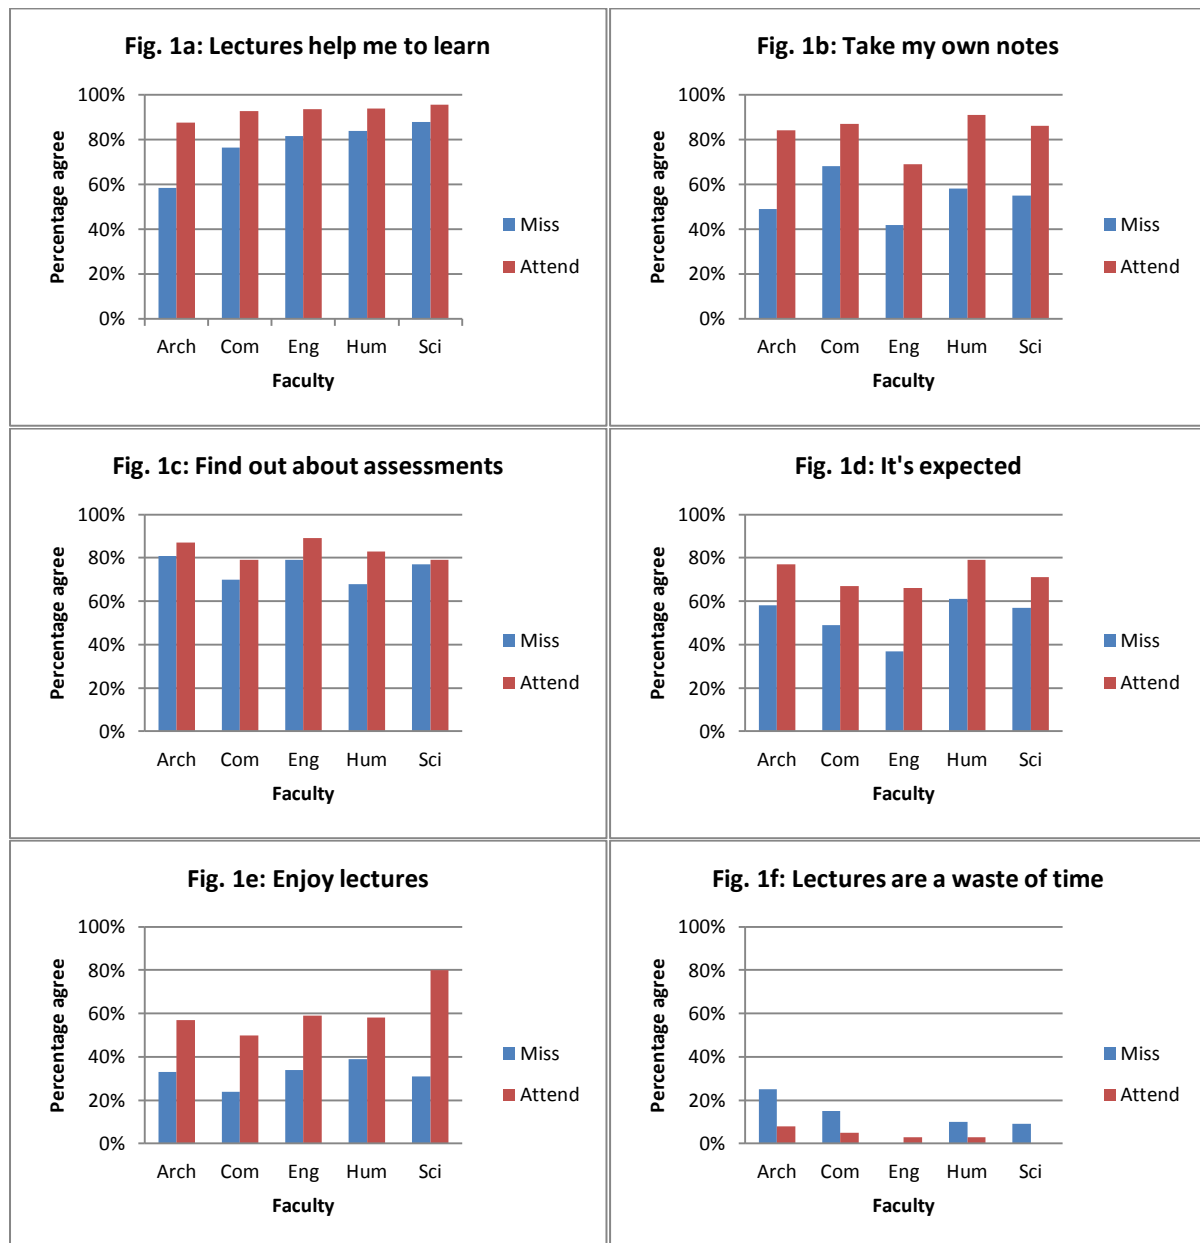 Fig. 1a: Lectures help me to learn
100%
80%
60%
40%
20%
0%
Percentage agree
Arch Com Eng Hum Sci
Faculty
Miss
Attend
Fig. 1b: Take my own notes
100%
80%
60%
40%
20%
0%
Percentage agree
Arch Com Eng Hum Sci
Faculty
Miss
Attend
Fig. 1c: Find out about assessments
100%
80%
60%
40%
20%
0%
Percentage agree
Arch Com Eng Hum Sci
Faculty
Miss
Attend
Fig. 1d: It's expected
100%
80%
60%
40%
20%
0%
Percentage agree
Arch Com Eng Hum Sci
Faculty
Miss
Attend
Fig. 1e: Enjoy lectures
100%
80%
60%
40%
20%
0%
Percentage agree
Arch Com Eng Hum Sci
Faculty
Miss
Attend
Fig. 1f: Lectures are a waste of time
100%
80%
60%
40%
20%
0%
Percentage agree
Arch Com Eng Hum Sci
Faculty
Miss
Attend